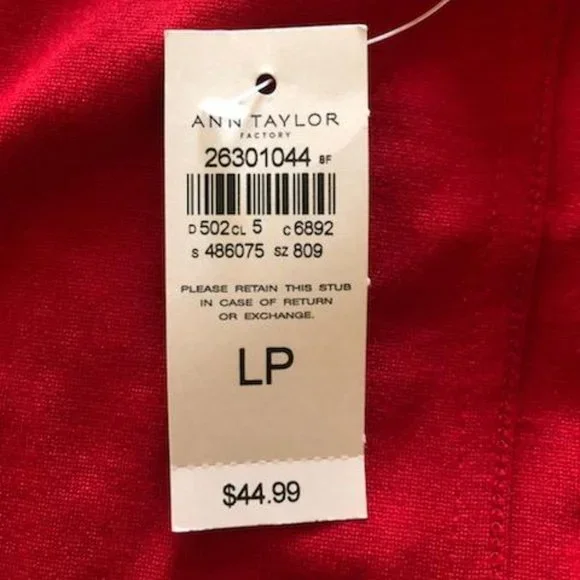 ANN TAYLOR
FACTORY
26301044 8F
D 502 CL 5 C 6892
S 486075 SZ 809
PLEASE RETAIN THIS STUB
IN CASE OF RETURN
OR EXCHANGE.
LP
$44.99